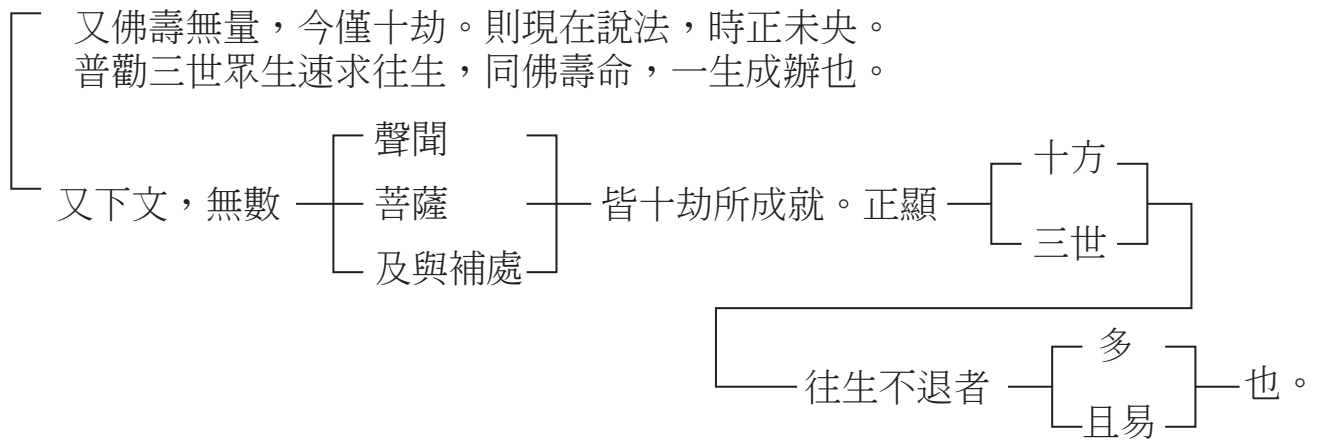 又佛壽無量，今僅十劫。則現在說法，時正未央。
普勸三世眾生速求往生，同佛壽命，一生成辦也。
又下文，無數
聲聞
菩薩
及與補處
皆十劫所成就。正顯
十方
三世
往生不退者
多
且易
也。